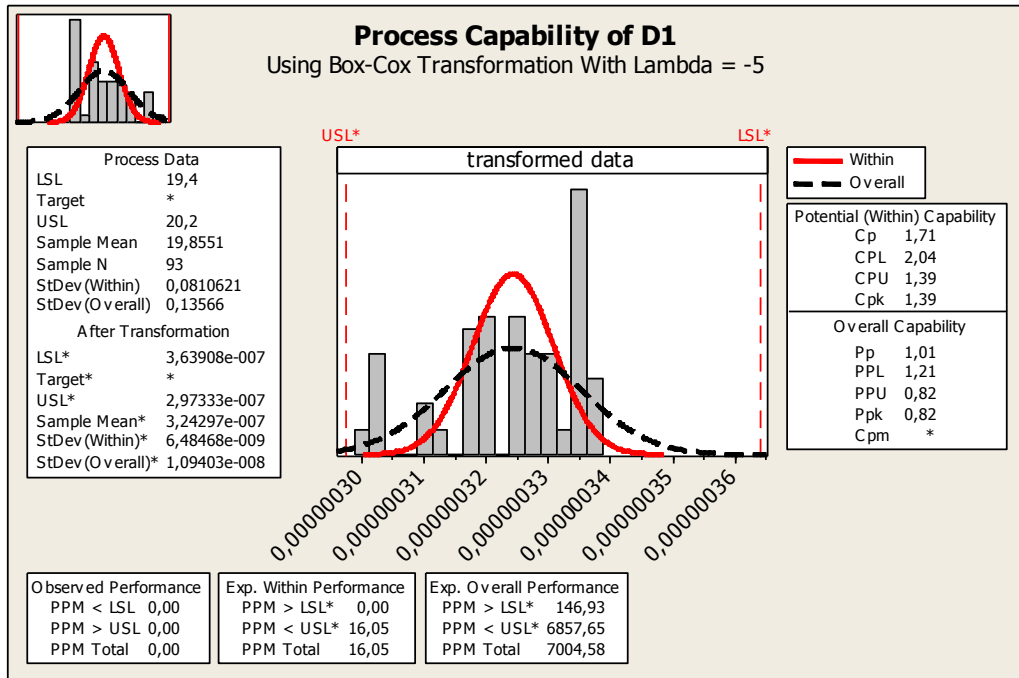 Process Capability of D1
Using Box-Cox Transformation With Lambda = -5
USL*
LSL*
transformed data
Process Data
LSL 19,4
Target *
USL 20,2
Sample Mean 19,8551
Sample N 93
StDev(Within) 0,0810621
StDev(Overall) 0,13566
After Transformation
LSL* 3,63908e-007
Target* *
USL* 2,97333e-007
Sample Mean* 3,24297e-007
StDev(Within)* 6,48468e-009
StDev(Overall)* 1,09403e-008
Within
Overall
Potential (Within) Capability
Cp 1,71
CPL 2,04
CPU 1,39
Cpk 1,39
Overall Capability
Pp 1,01
PPL 1,21
PPU 0,82
Ppk 0,82
Cpm *
0,00000030
0,00000031
0,00000032
0,00000033
0,00000034
0,00000035
0,00000036
Observed Performance
PPM < LSL 0,00
PPM > USL 0,00
PPM Total 0,00
Exp. Within Performance
PPM > LSL* 0,00
PPM < USL* 16,05
PPM Total 16,05
Exp. Overall Performance
PPM > LSL* 146,93
PPM < USL* 6857,65
PPM Total 7004,58